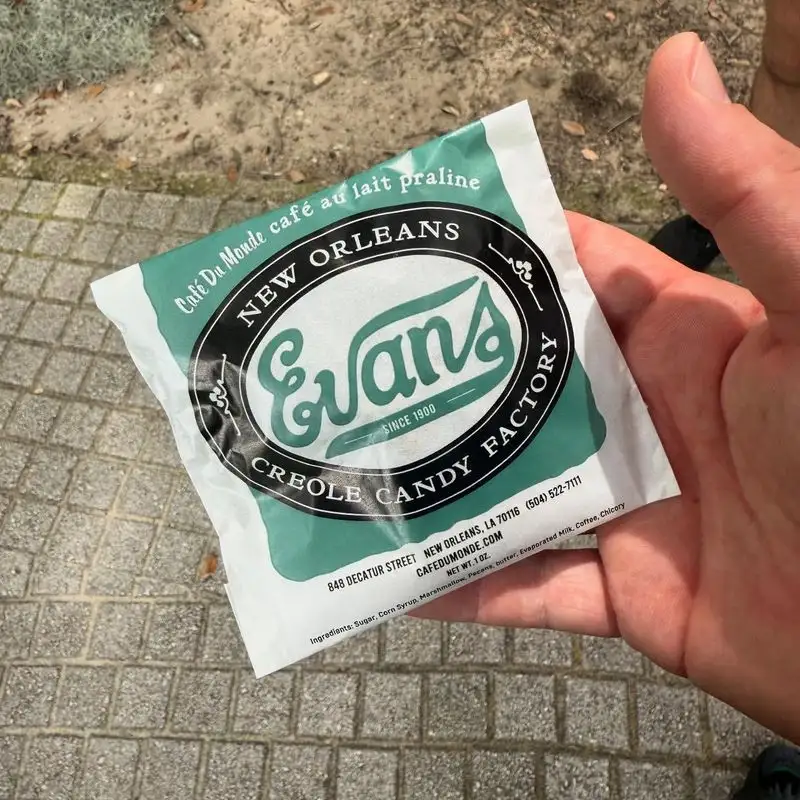 Café Du Monde café au lait praline
NEW ORLEANS
Evans
SINCE 1900
CREOLE CANDY FACTORY
848 DECATUR STREET NEW ORLEANS, LA 70116 (504) 522-7111
CAFEDUMONDE.COM
NET WT. 1 OZ.
Ingredients: Sugar, Corn Syrup, Marshmallow, Pecans, butter, Evaporated Milk, Coffee, Chicory